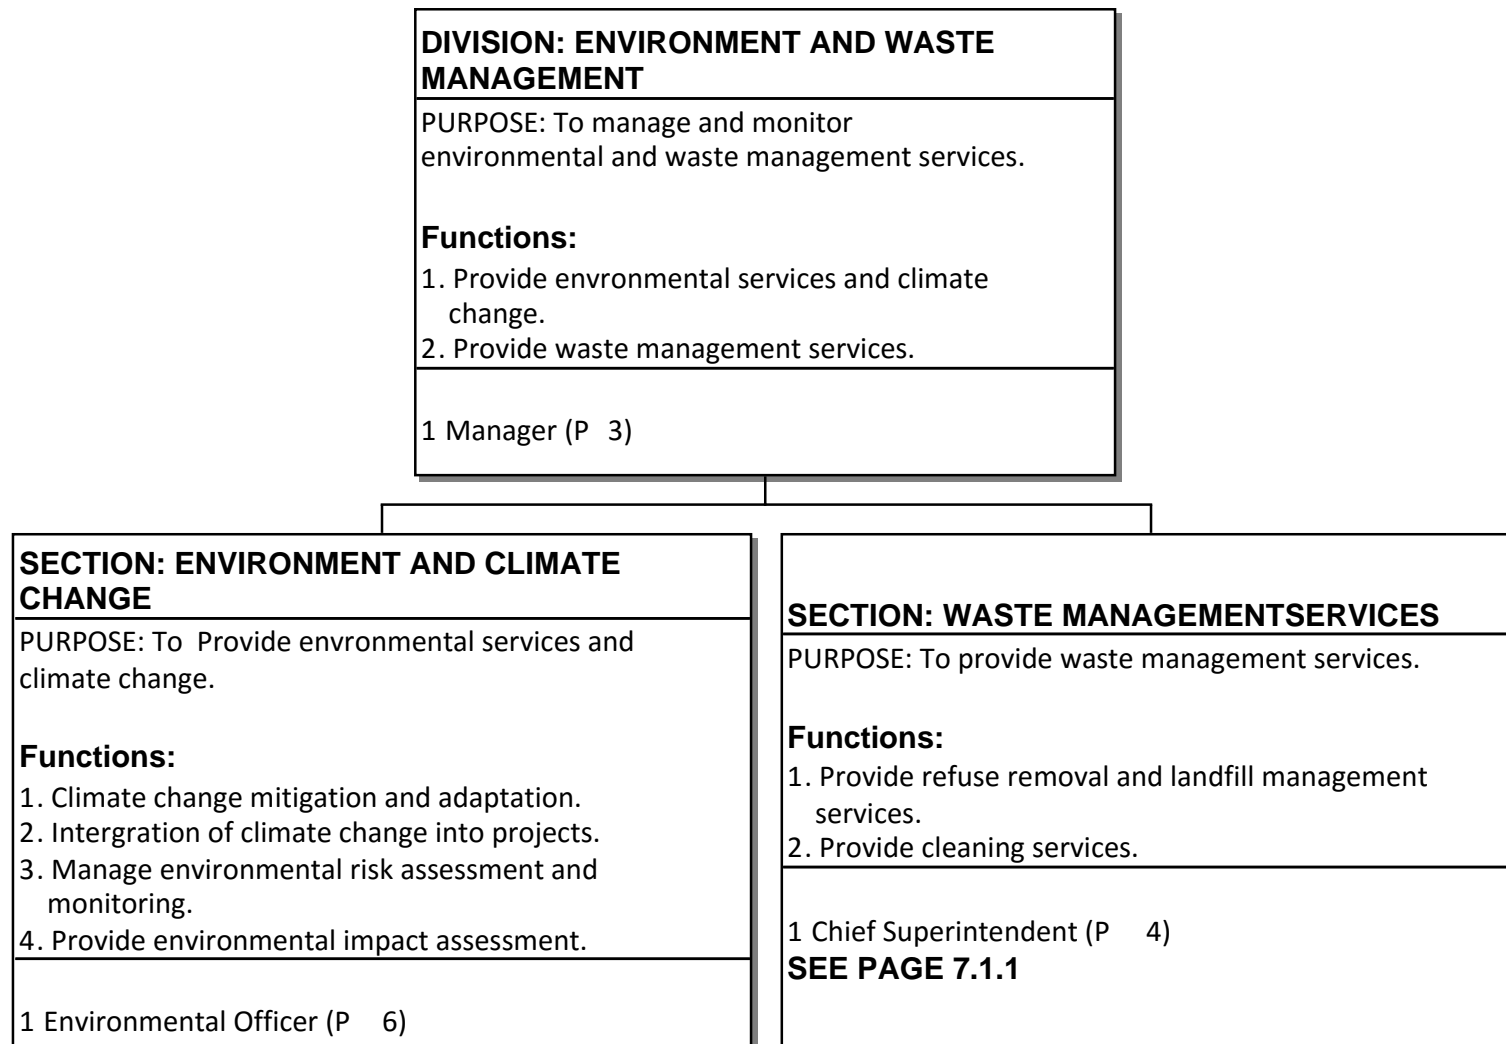 DIVISION: ENVIRONMENT AND WASTE
MANAGEMENT
PURPOSE: To manage and monitor
environmental and waste management services.
Functions:
1. Provide envronmental services and climate
change.
2. Provide waste management services.
1 Manager (P 3)
SECTION: ENVIRONMENT AND CLIMATE
CHANGE
PURPOSE: To Provide envronmental services and
climate change.
Functions:
1. Climate change mitigation and adaptation.
2. Intergration of climate change into projects.
3. Manage environmental risk assessment and
monitoring.
4. Provide environmental impact assessment.
1 Environmental Officer (P 6)
SECTION: WASTE MANAGEMENTSERVICES
PURPOSE: To provide waste management services.
Functions:
1. Provide refuse removal and landfill management
services.
2. Provide cleaning services.
1 Chief Superintendent (P 4)
SEE PAGE 7.1.1